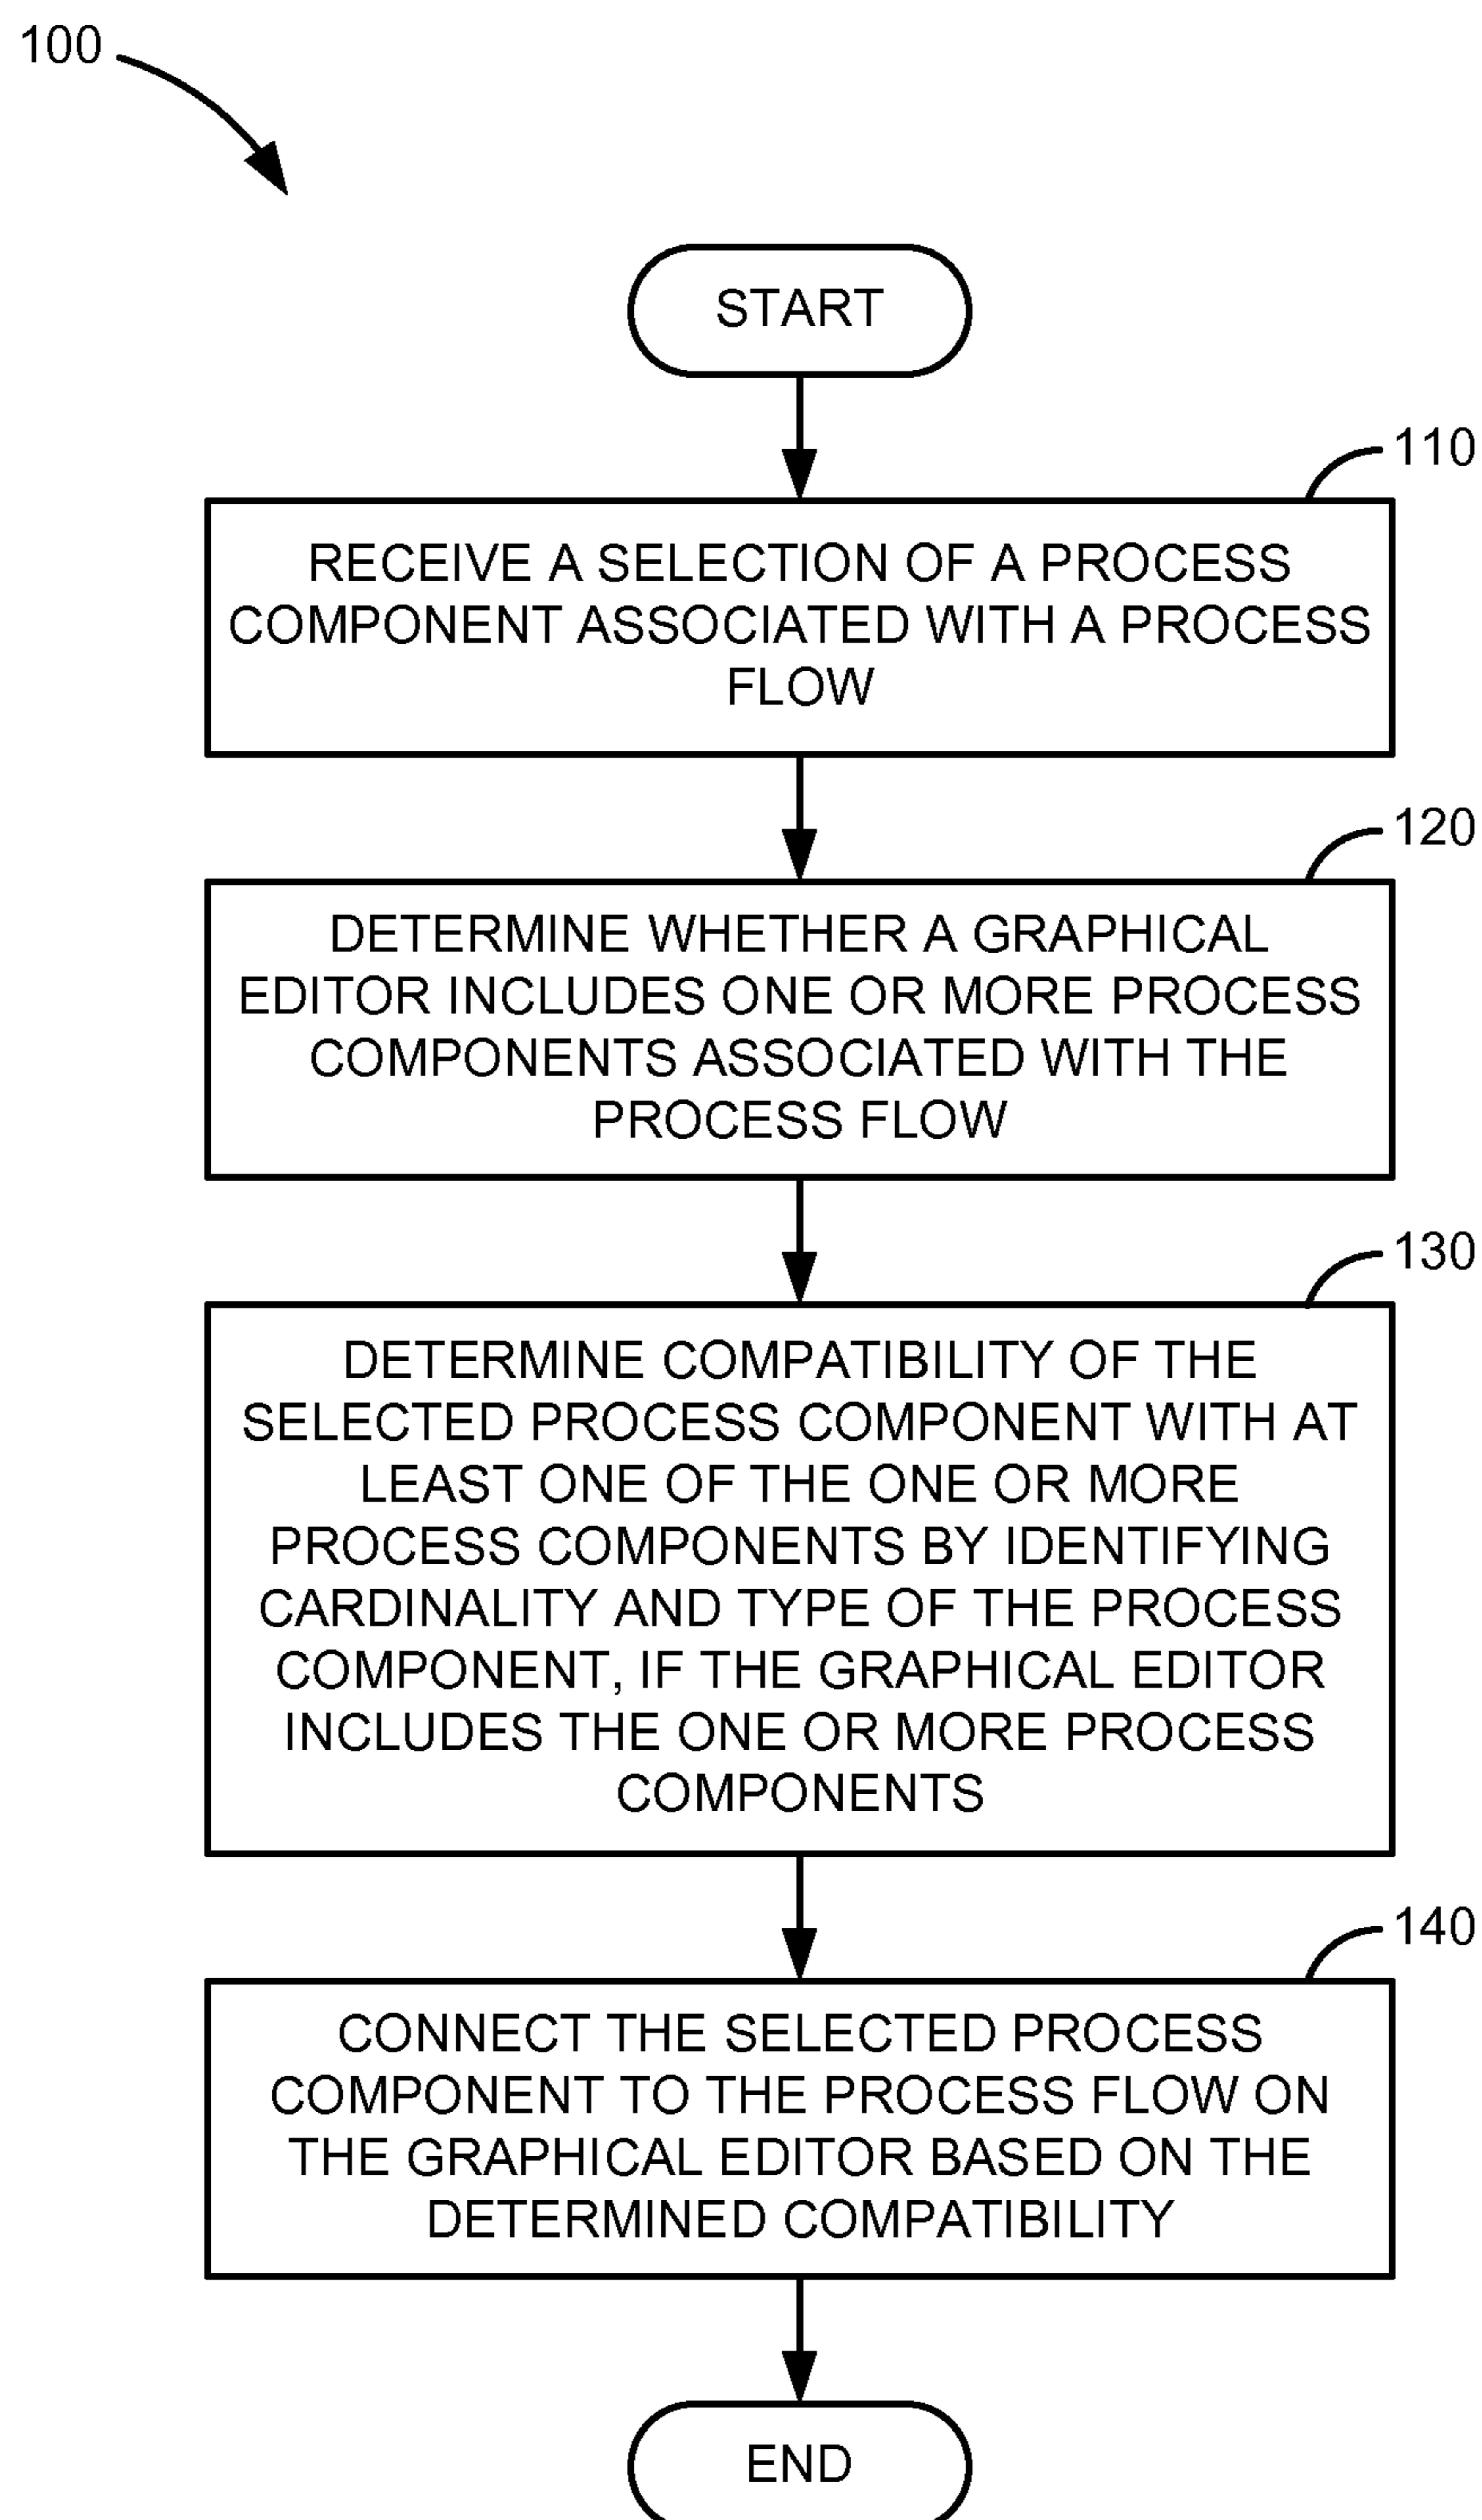 100
START
110
RECEIVE A SELECTION OF A PROCESS
COMPONENT ASSOCIATED WITH A PROCESS
FLOW
120
DETERMINE WHETHER A GRAPHICAL
EDITOR INCLUDES ONE OR MORE PROCESS
COMPONENTS ASSOCIATED WITH THE
PROCESS FLOW
130
DETERMINE COMPATIBILITY OF THE
SELECTED PROCESS COMPONENT WITH AT
LEAST ONE OF THE ONE OR MORE
PROCESS COMPONENTS BY IDENTIFYING
CARDINALITY AND TYPE OF THE PROCESS
COMPONENT, IF THE GRAPHICAL EDITOR
INCLUDES THE ONE OR MORE PROCESS
COMPONENTS
140
CONNECT THE SELECTED PROCESS
COMPONENT TO THE PROCESS FLOW ON
THE GRAPHICAL EDITOR BASED ON THE
DETERMINED COMPATIBILITY
END